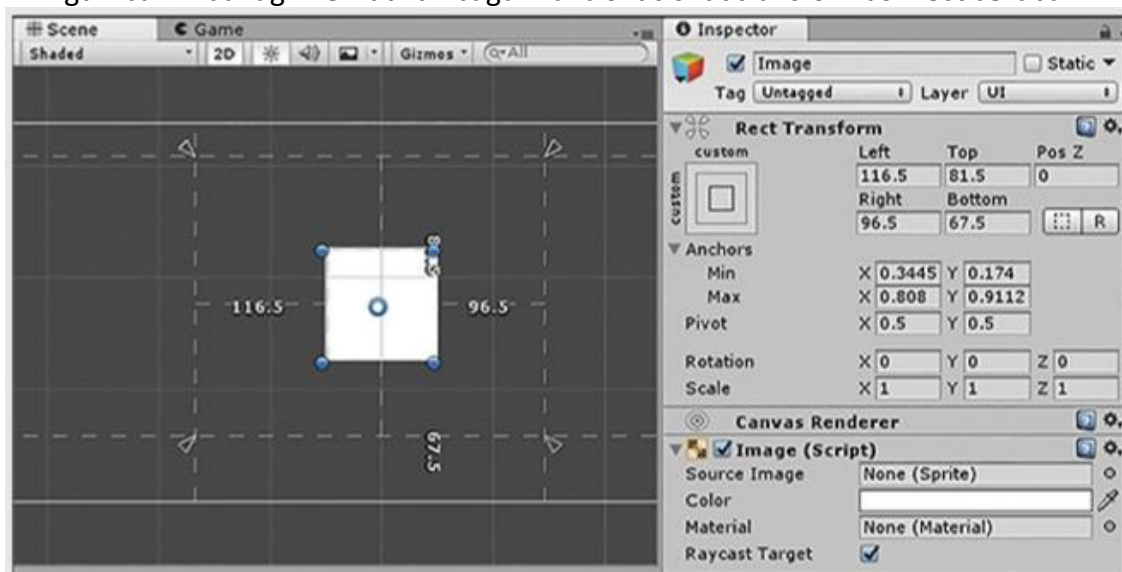 Scene Game
Shaded 2D Gizmos Q▾All
116.5 96.5
67.5
Inspector
Image Static
Tag Untagged Layer UI
Rect Transform
custom Left Top Pos Z
custom 116.5 81.5 0
Right Bottom
96.5 67.5 R
Anchors
Min X 0.3445 Y 0.174
Max X 0.808 Y 0.9112
Pivot X 0.5 Y 0.5
Rotation X 0 Y 0 Z 0
Scale X 1 Y 1 Z 1
Canvas Renderer
Image (Script)
Source Image None (Sprite)
Color
Material None (Material)
Raycast Target